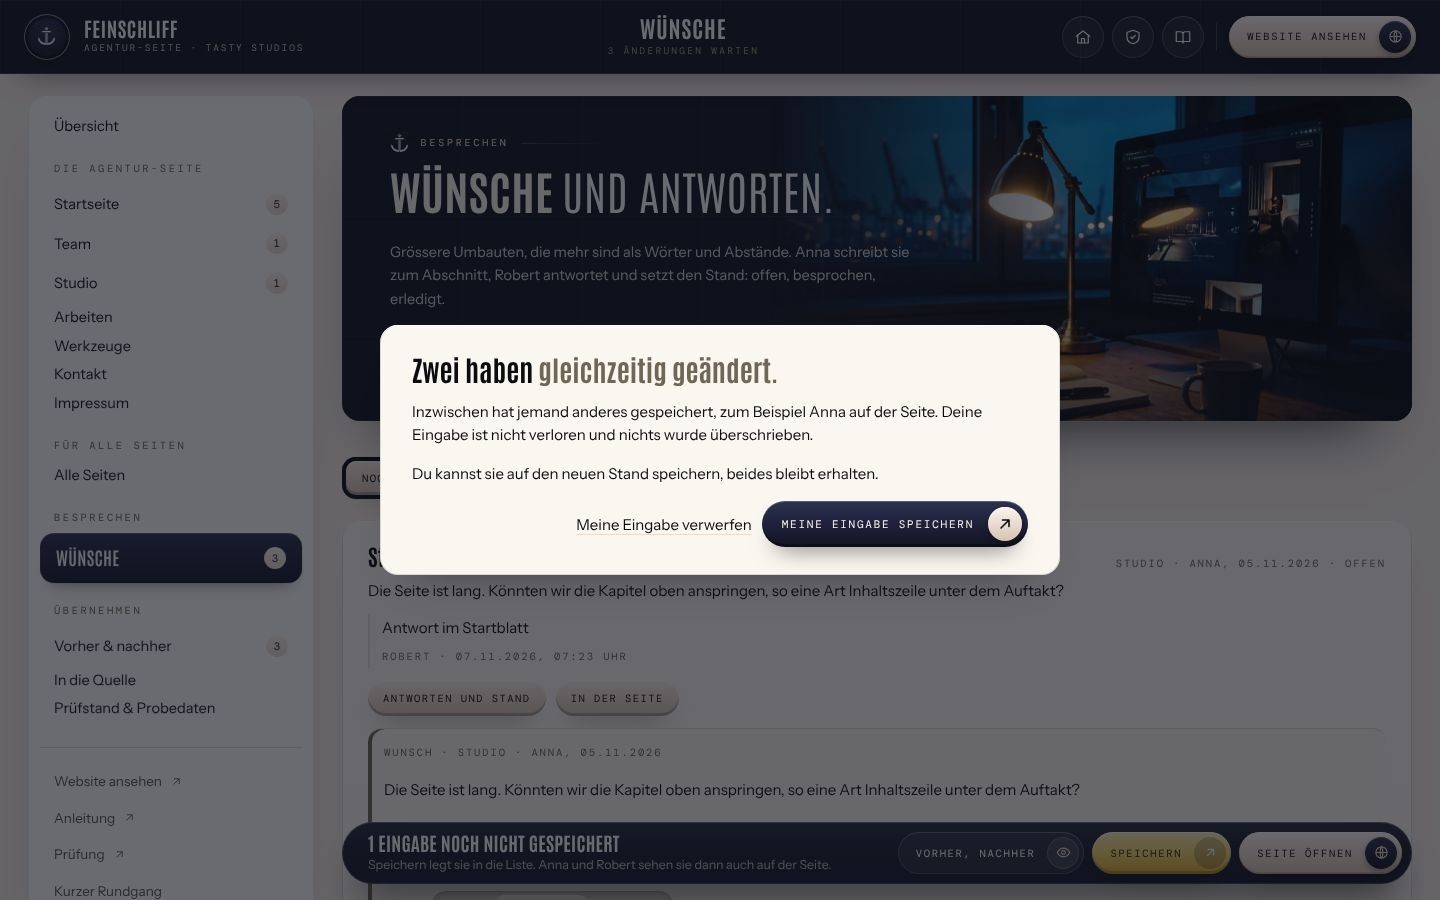 FEINSCHLIFF
AGENTUR-SEITE · TASTY STUDIOS
WÜNSCHE
3 ÄNDERUNGEN WARTEN
WEBSITE ANSEHEN
Übersicht
DIE AGENTUR-SEITE
Startseite 5
Team 1
Studio 1
Arbeiten
Werkzeuge
Kontakt
Impressum
FÜR ALLE SEITEN
Alle Seiten
BESPRECHEN
WÜNSCHE 3
ÜBERNEHMEN
Vorher & nachher 3
In die Quelle
Prüfstand & Probedaten
Website ansehen
Anleitung
Prüfung
Kurzer Rundgang
BESPRECHEN
WÜNSCHE UND ANTWORTEN.
Grössere Umbauten, die mehr sind als Wörter und Abstände. Anna schreibt sie
zum Abschnitt, Robert antwortet und setzt den Stand: offen, besprochen,
erledigt.
Zwei haben gleichzeitig geändert.
Inzwischen hat jemand anderes gespeichert, zum Beispiel Anna auf der Seite. Deine
Eingabe ist nicht verloren und nichts wurde überschrieben.
Du kannst sie auf den neuen Stand speichern, beides bleibt erhalten.
Meine Eingabe verwerfen
MEINE EINGABE SPEICHERN
STUDIO · ANNA, 05.11.2026 · OFFEN
Die Seite ist lang. Könnten wir die Kapitel oben anspringen, so eine Art Inhaltszeile unter dem Auftakt?
Antwort im Startblatt
ROBERT · 07.11.2026, 07:23 UHR
ANTWORTEN UND STAND
IN DER SEITE
WUNSCH · STUDIO · ANNA, 05.11.2026
Die Seite ist lang. Könnten wir die Kapitel oben anspringen, so eine Art Inhaltszeile unter dem Auftakt?
1 EINGABE NOCH NICHT GESPEICHERT
Speichern legt sie in die Liste. Anna und Robert sehen sie dann auch auf der Seite.
VORHER, NACHHER
SPEICHERN
SEITE ÖFFNEN